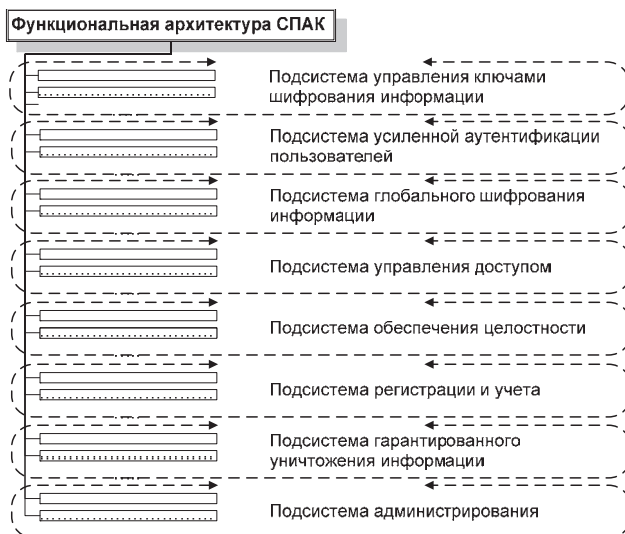 Функциональная архитектура СПАК
Подсистема управления ключами
шифрования информации
Подсистема усиленной аутентификации
пользователей
Подсистема глобального шифрования
информации
Подсистема управления доступом
Подсистема обеспечения целостности
Подсистема регистрации и учета
Подсистема гарантированного
уничтожения информации
Подсистема администрирования